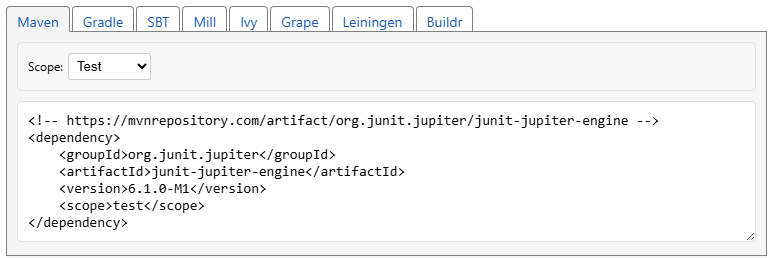 Maven Gradle SBT Mill Ivy Grape Leiningen Buildr
Scope: Test
<!-- https://mvnrepository.com/artifact/org.junit.jupiter/junit-jupiter-engine -->
<dependency>
    <groupId>org.junit.jupiter</groupId>
    <artifactId>junit-jupiter-engine</artifactId>
    <version>6.1.0-M1</version>
    <scope>test</scope>
</dependency>